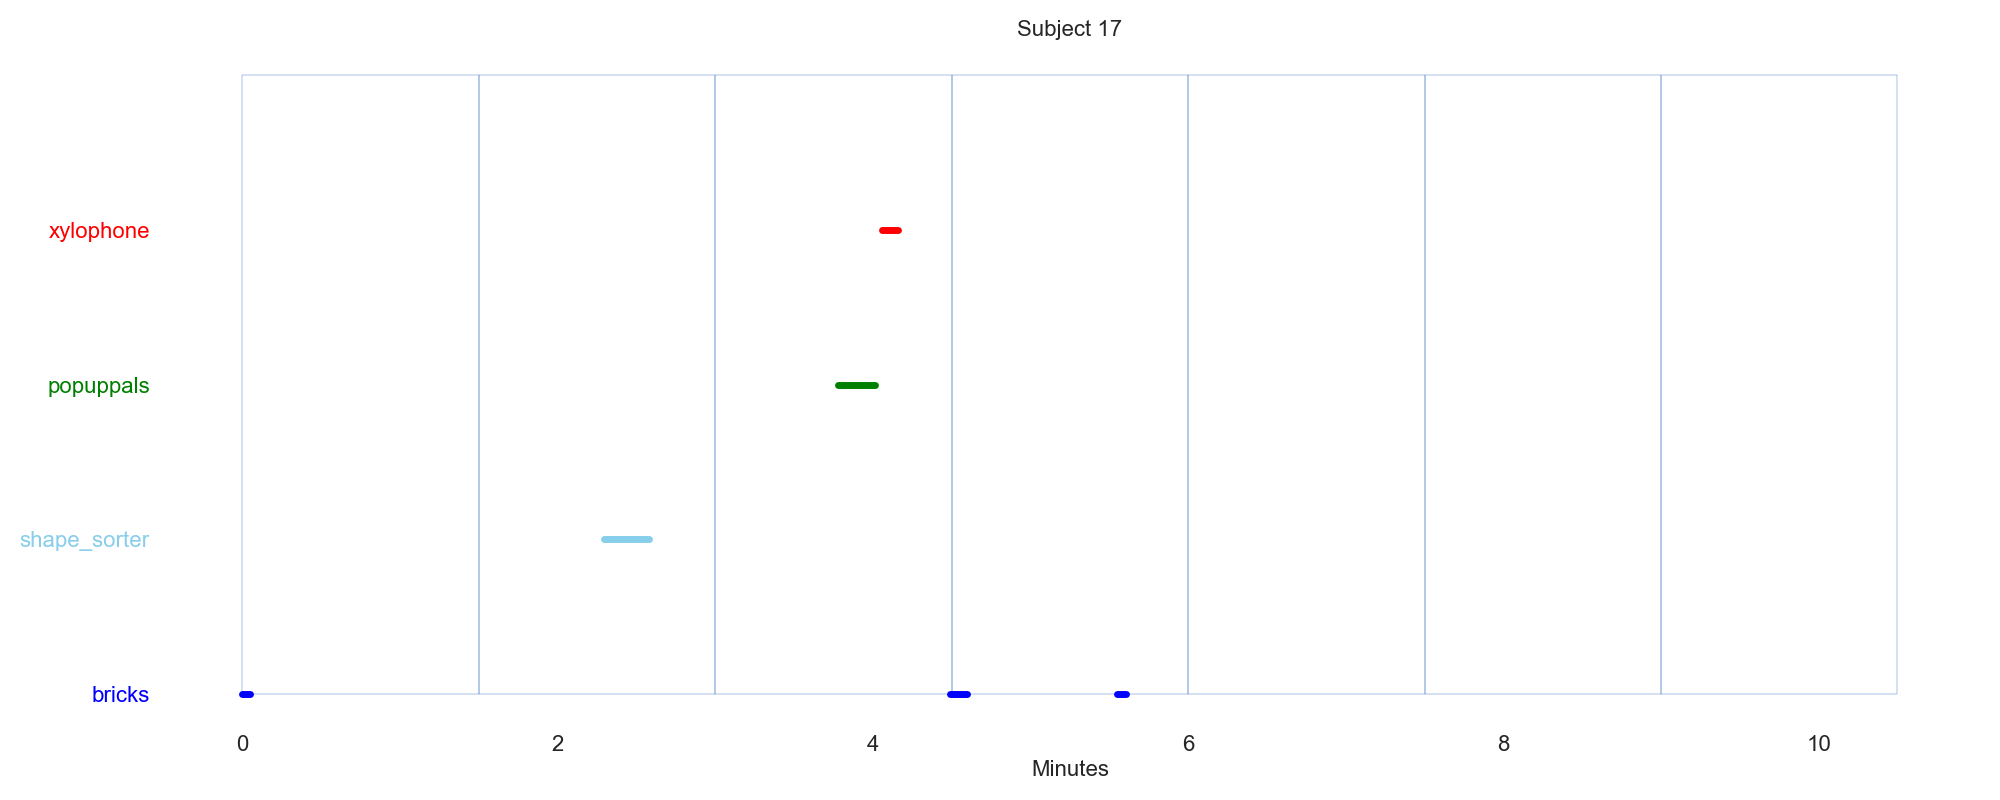 Subject 17
xylophone
popuppals
shape_sorter
bricks
0 2 4 6 8 10
Minutes